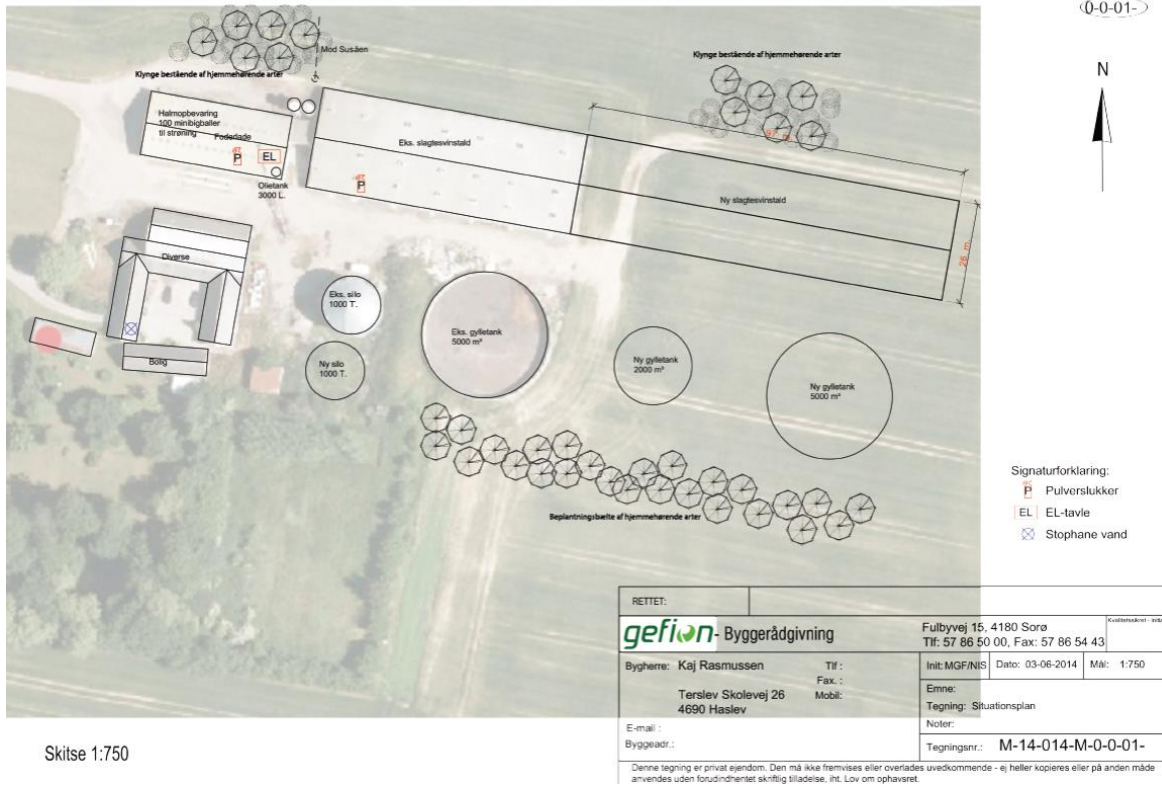 0-0-01-
N
Mod Susåen
Klynge bestående af hjemmehørende arter
Klynge bestående af hjemmehørende arter
Halmopbevaring
100 minibigballer
til strøning
Foderlade
P
EL
Olietank
3000 L.
Eks. slagtesvinstald
P
97 m
Ny slagtesvinstald
26 m
Diverse
Bolig
Eks. silo
1000 T.
Ny silo
1000 T.
Eks. gylletank
5000 m³
Ny gylletank
2000 m³
Ny gylletank
5000 m³
Beplantningsbælte af hjemmehørende arter
Signaturforklaring:
P Pulverslukker
EL EL-tavle
Stophane vand
RETTET:
gefion - Byggerådgivning
Fulbyvej 15, 4180 Sorø
Tlf: 57 86 50 00, Fax: 57 86 54 43
Bygherre: Kaj Rasmussen
Terslev Skolevej 26
4690 Haslev
Tlf :
Fax. :
Mobil:
E-mail :
Byggeadr.:
Init: MGF/NIS Dato: 03-06-2014 Mål: 1:750
Emne:
Tegning: Situationsplan
Noter:
Tegningsnr.: M-14-014-M-0-0-01-
Denne tegning er privat ejendom. Den må ikke fremvises eller overlades uvedkommende - ej heller kopieres eller på anden måde
anvendes uden forudindhentet skriftlig tilladelse, iht. Lov om ophavsret.
Skitse 1:750